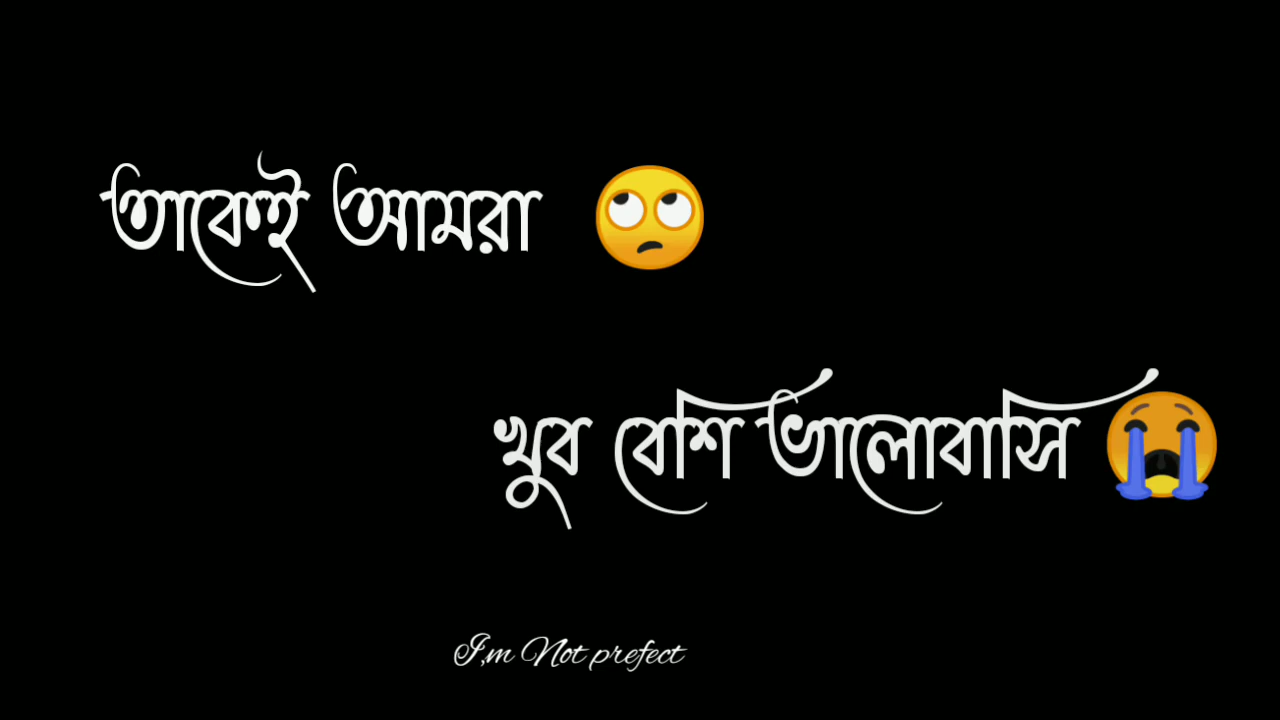 তাকেই আমরা 🙄
খুব বেশি ভালোবাসি 😭
I,m Not prefect